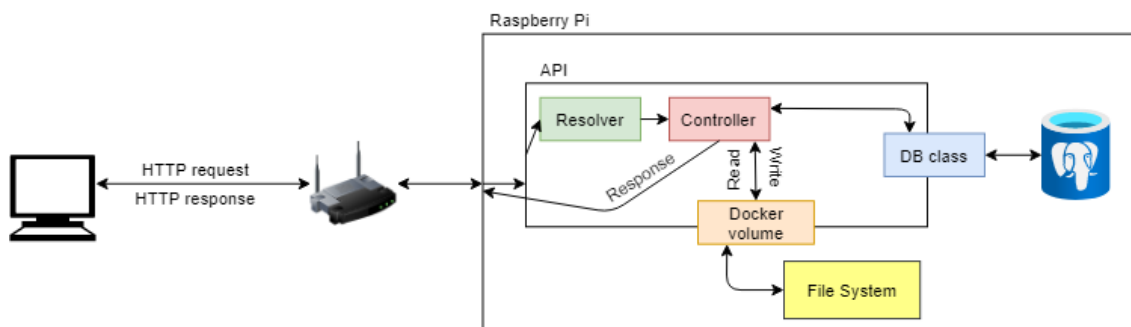 Raspberry Pi
API
Resolver
Controller
HTTP request
HTTP response
Response
Read
Write
DB class
Docker
volume
File System